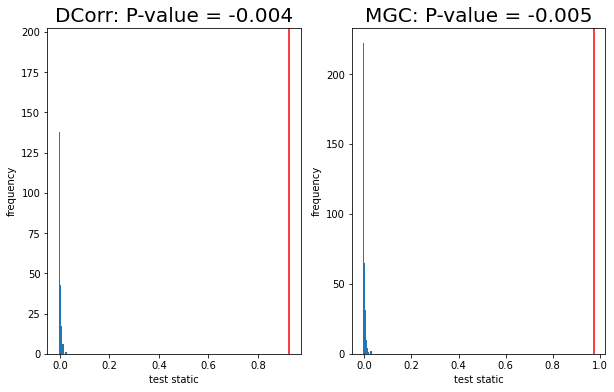 DCorr: P-value = -0.004
200
175
150
125
100
75
50
25
0
frequency
0.0 0.2 0.4 0.6 0.8
test static
MGC: P-value = -0.005
200
150
100
50
0
frequency
0.0 0.2 0.4 0.6 0.8 1.0
test static